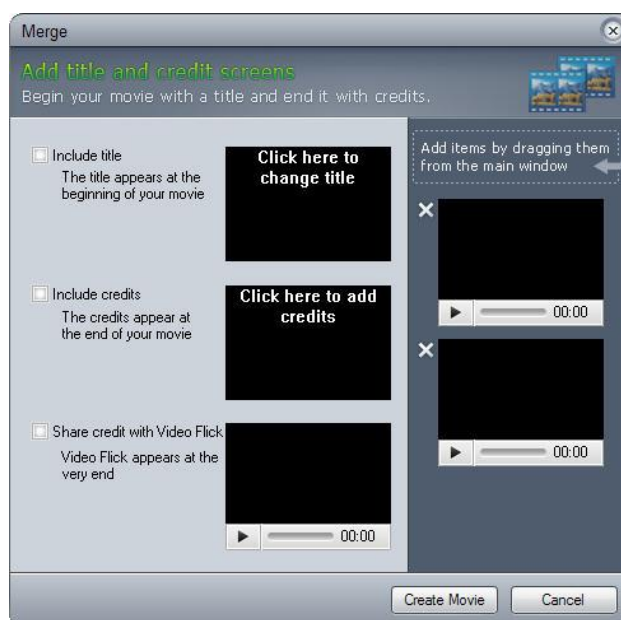 Merge
Add title and credit screens
Begin your movie with a title and end it with credits.
Include title
The title appears at the
beginning of your movie
Click here to
change title
Include credits
The credits appear at
the end of your movie
Click here to add
credits
Share credit with Video Flick
Video Flick appears at the
very end
00:00
Add items by dragging them
from the main window
00:00
00:00
Create Movie
Cancel